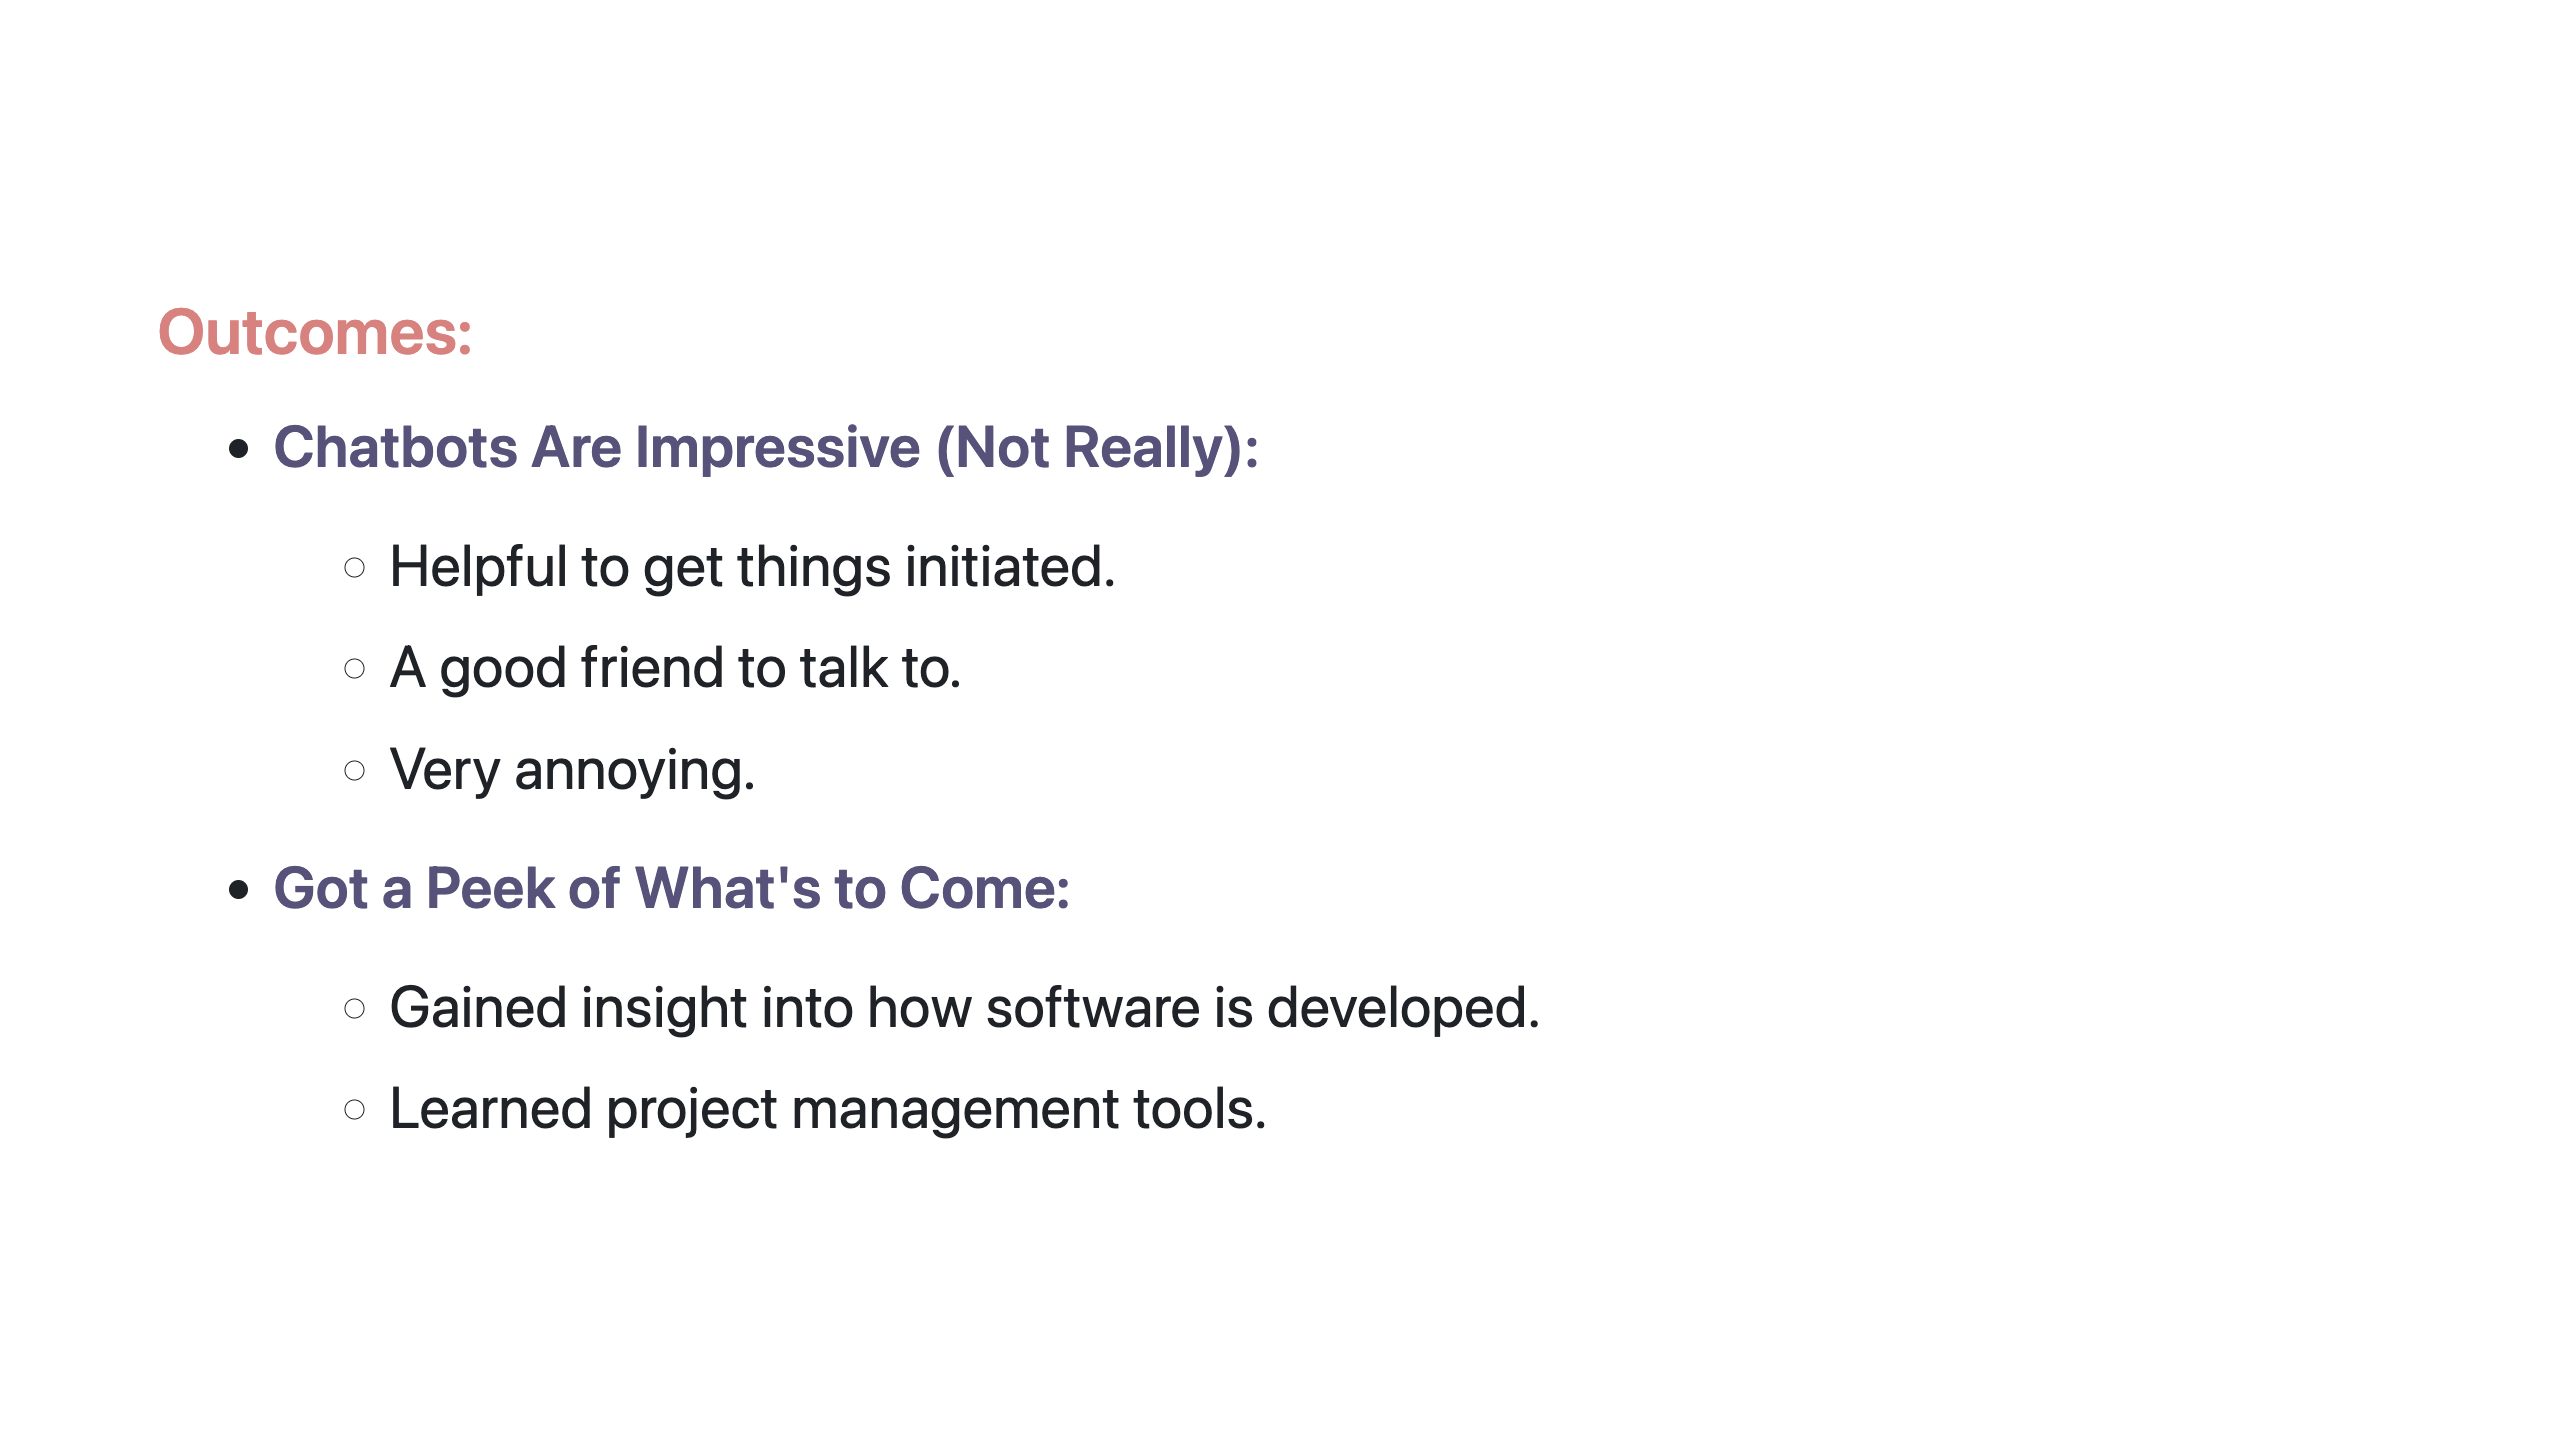 Outcomes:
Chatbots Are Impressive (Not Really):
Helpful to get things initiated.
A good friend to talk to.
Very annoying.
Got a Peek of What's to Come:
Gained insight into how software is developed.
Learned project management tools.